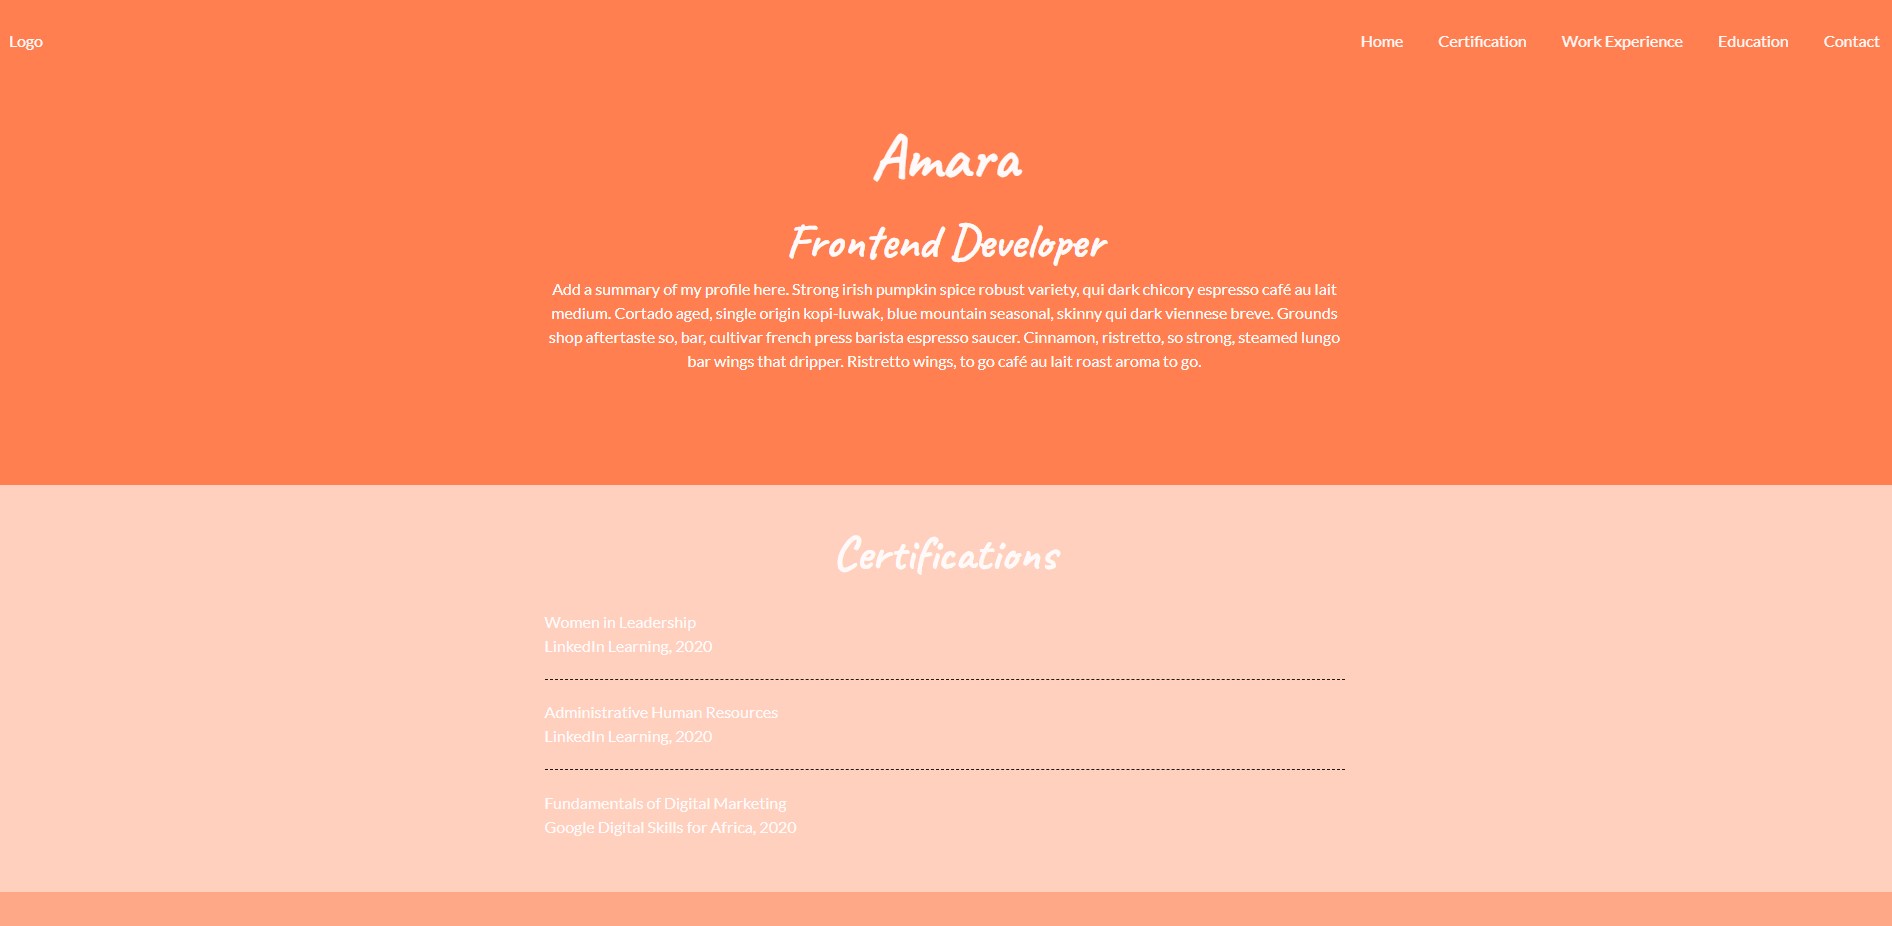 Logo
Home Certification Work Experience Education Contact
Amara
Frontend Developer
Add a summary of my profile here. Strong irish pumpkin spice robust variety, qui dark chicory espresso café au lait
medium. Cortado aged, single origin kopi-luwak, blue mountain seasonal, skinny qui dark viennese breve. Grounds
shop aftertaste so, bar, cultivar french press barista espresso saucer. Cinnamon, ristretto, so strong, steamed lungo
bar wings that dripper. Ristretto wings, to go café au lait roast aroma to go.
Certifications
Women in Leadership
LinkedIn Learning, 2020
Administrative Human Resources
LinkedIn Learning, 2020
Fundamentals of Digital Marketing
Google Digital Skills for Africa, 2020